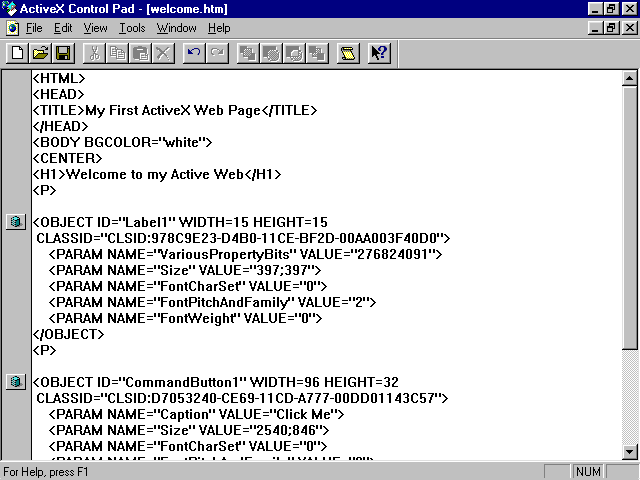 ActiveX Control Pad - [welcome.htm]
File Edit View Tools Window Help
<HTML>
<HEAD>
<TITLE>My First ActiveX Web Page</TITLE>
</HEAD>
<BODY BGCOLOR="white">
<CENTER>
<H1>Welcome to my Active Web</H1>
<P>
<OBJECT ID="Label1" WIDTH=15 HEIGHT=15
CLASSID="CLSID:978C9E23-D4B0-11CE-BF2D-00AA003F40D0">
<PARAM NAME="VariousPropertyBits" VALUE="276824091">
<PARAM NAME="Size" VALUE="397;397">
<PARAM NAME="FontCharSet" VALUE="0">
<PARAM NAME="FontPitchAndFamily" VALUE="2">
<PARAM NAME="FontWeight" VALUE="0">
</OBJECT>
<P>
<OBJECT ID="CommandButton1" WIDTH=96 HEIGHT=32
CLASSID="CLSID:D7053240-CE69-11CD-A777-00DD01143C57">
<PARAM NAME="Caption" VALUE="Click Me">
<PARAM NAME="Size" VALUE="2540;846">
<PARAM NAME="FontCharSet" VALUE="0">
For Help, press F1
NUM